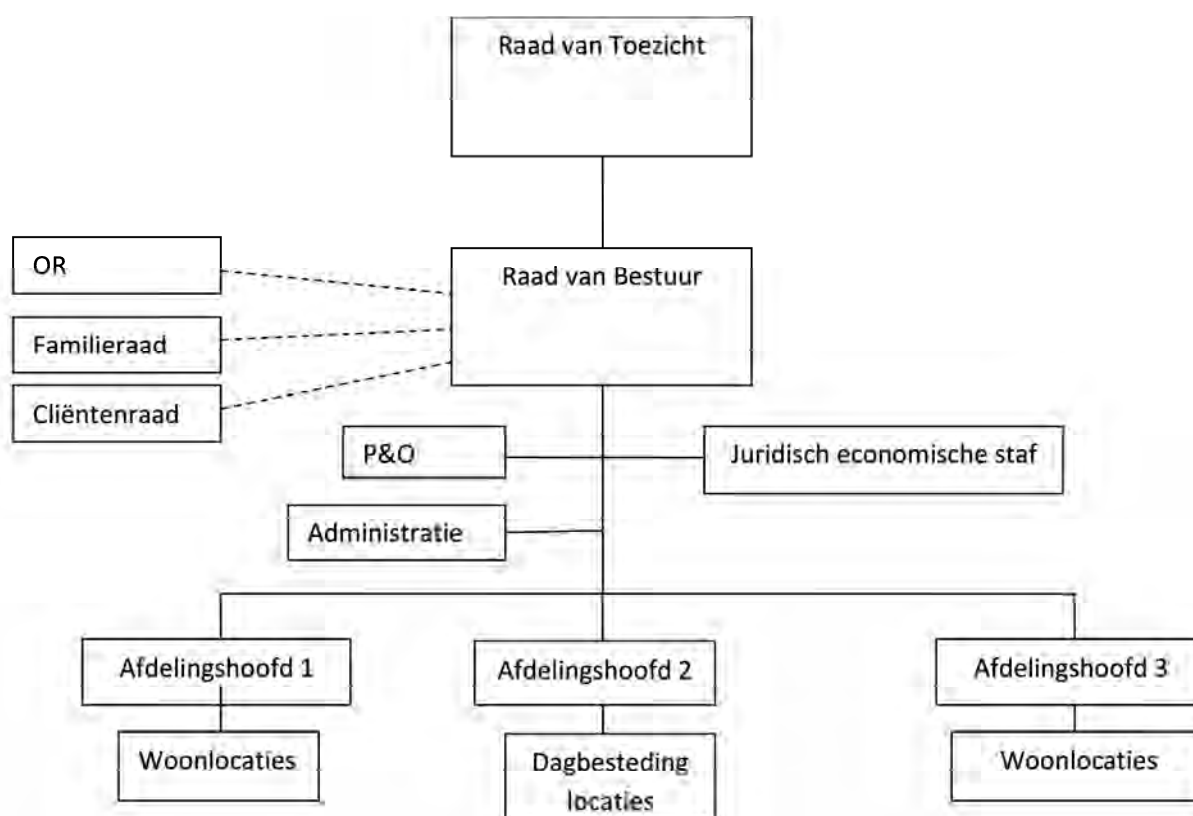 Raad van Toezicht
OR
Raad van Bestuur
Familieraad
Cliëntenraad
P&O
Juridisch economische staf
Administratie
Afdelingshoofd 1
Afdelingshoofd 2
Afdelingshoofd 3
Woonlocaties
Dagbesteding
locaties
Woonlocaties